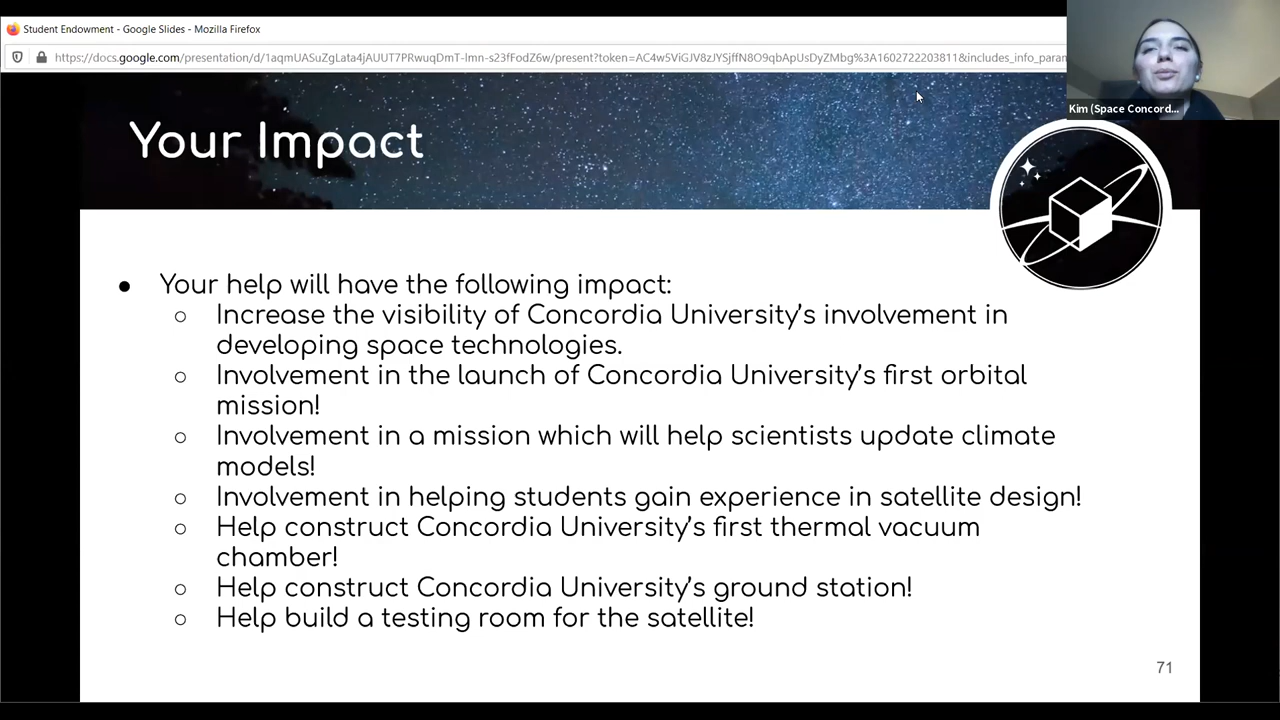 Student Endowment - Google Slides - Mozilla Firefox
https://docs.google.com/presentation/d/1aqmUASuZgLata4jAUUT7PRwuqDmT-lmn-s23fFodZ6w/present?token=AC4w5ViGJV8zJYSjffN8O9qbApUsDyZMbg%3A1602722203811&includes_info_param
Kim (Space Concord...
Your Impact
● Your help will have the following impact:
○ Increase the visibility of Concordia University's involvement in
developing space technologies.
○ Involvement in the launch of Concordia University's first orbital
mission!
○ Involvement in a mission which will help scientists update climate
models!
○ Involvement in helping students gain experience in satellite design!
○ Help construct Concordia University's first thermal vacuum
chamber!
○ Help construct Concordia University's ground station!
○ Help build a testing room for the satellite!
71